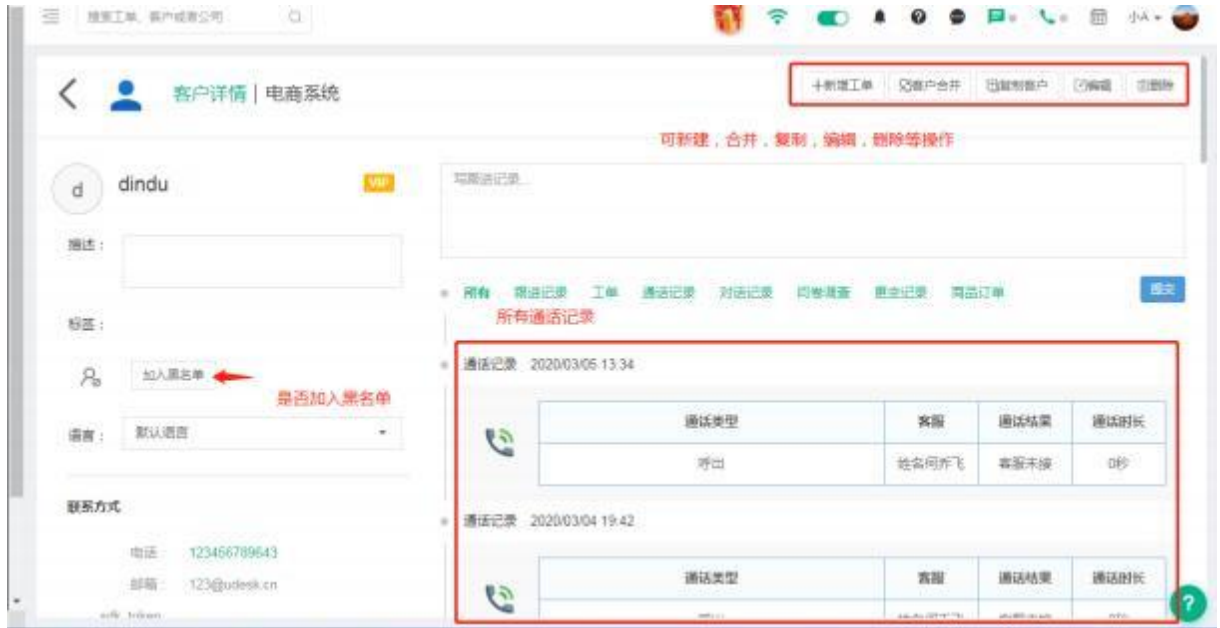 搜索工单、客户或者公司
小A
客户详情 | 电商系统
新增工单 客户合并 复制客户 编辑 删除
可新建，合并，复制，编辑，删除等操作
d dindu VIP
写跟进记录...
描述：
所有 跟进记录 工单 通话记录 对话记录 问卷调查 更变记录 商品订单 提交
所有通话记录
标签：
通话记录 2020/03/05 13:34
加入黑名单
是否加入黑名单
通话类型 客服 通话结果 通话时长
语言： 默认语言
呼出 姓名何乔飞 客服未接 0秒
联系方式
通话记录 2020/03/04 19:42
电话 123456789643
邮箱 123@udesk.cn
通话类型 客服 通话结果 通话时长